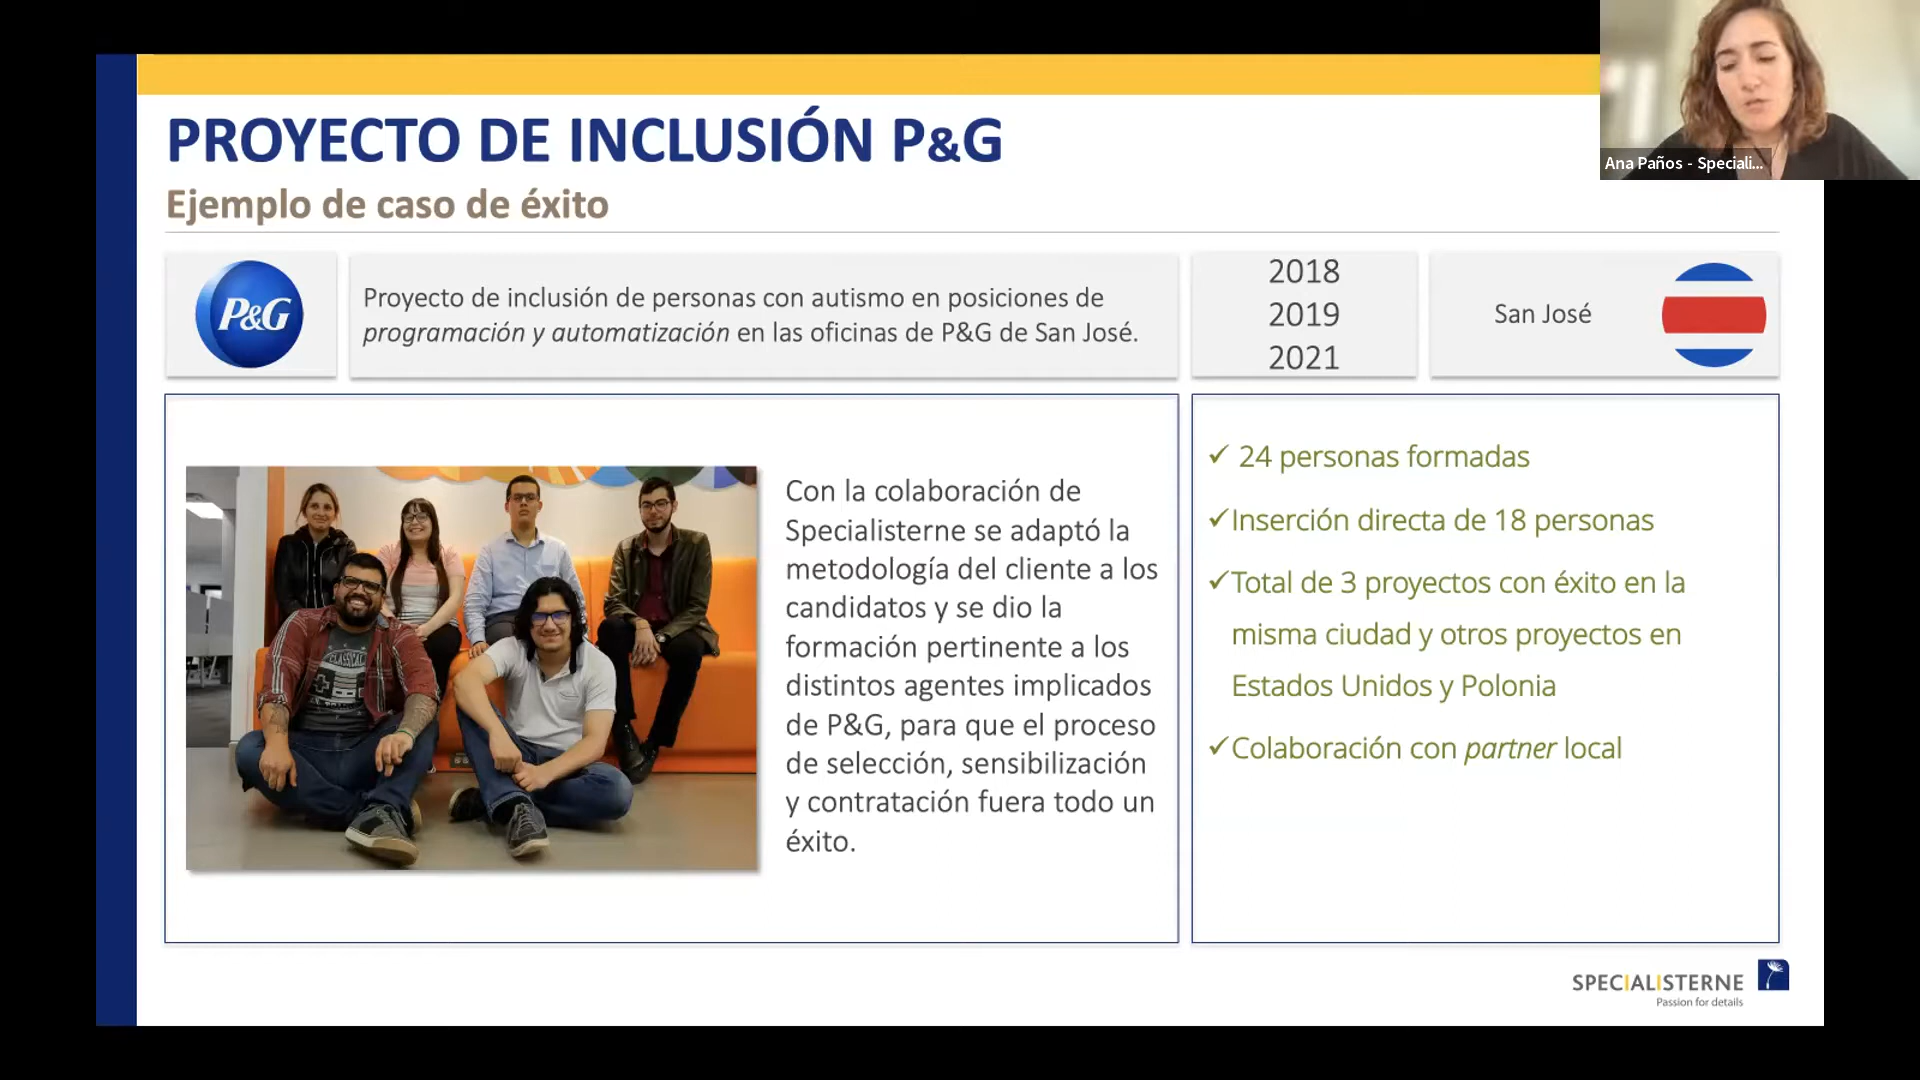 PROYECTO DE INCLUSIÓN P&G
Ejemplo de caso de éxito
Ana Paños - Speciali...
P&G
Proyecto de inclusión de personas con autismo en posiciones de
programación y automatización en las oficinas de P&G de San José.
2018
2019
2021
San José
Con la colaboración de
Specialisterne se adaptó la
metodología del cliente a los
candidatos y se dio la
formación pertinente a los
distintos agentes implicados
de P&G, para que el proceso
de selección, sensibilización
y contratación fuera todo un
éxito.
✓ 24 personas formadas
✓Inserción directa de 18 personas
✓Total de 3 proyectos con éxito en la
misma ciudad y otros proyectos en
Estados Unidos y Polonia
✓Colaboración con partner local
CLASSICAL
SPECIALISTERNE
Passion for details